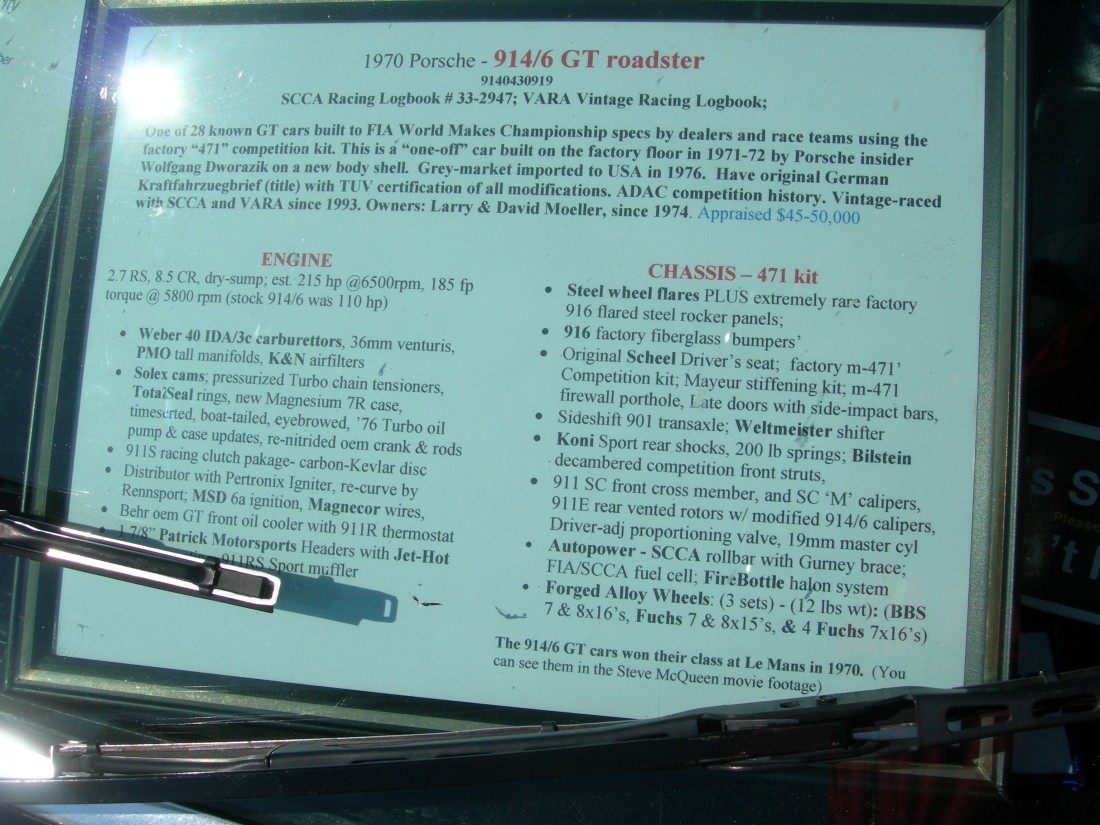 1970 Porsche - 914/6 GT roadster
9140430919
SCCA Racing Logbook # 33-2947; VARA Vintage Racing Logbook;
One of 28 known GT cars built to FIA World Makes Championship specs by dealers and race teams using the
factory "471" competition kit. This is a "one-off" car built on the factory floor in 1971-72 by Porsche insider
Wolfgang Dworazik on a new body shell. Grey-market imported to USA in 1976. Have original German
Kraftfahrzuegbrief (title) with TUV certification of all modifications. ADAC competition history. Vintage-raced
with SCCA and VARA since 1993. Owners: Larry & David Moeller, since 1974. Appraised $45-50,000
ENGINE
2.7 RS, 8.5 CR, dry-sump; est. 215 hp @6500rpm, 185 fp
torque @ 5800 rpm (stock 914/6 was 110 hp)
• Weber 40 IDA/3c carburettors, 36mm venturis,
PMO tall manifolds, K&N airfilters
• Solex cams; pressurized Turbo chain tensioners,
TotalSeal rings, new Magnesium 7R case,
timeserted, boat-tailed, eyebrowed, '76 Turbo oil
pump & case updates, re-nitrided oem crank & rods
• 911S racing clutch pakage- carbon-Kevlar disc
• Distributor with Pertronix Igniter, re-curve by
Rennsport; MSD 6a ignition, Magnecor wires,
• Behr oem GT front oil cooler with 911R thermostat
1 7/8" Patrick Motorsports Headers with Jet-Hot
911RS Sport muffler
CHASSIS – 471 kit
• Steel wheel flares PLUS extremely rare factory
916 flared steel rocker panels;
• 916 factory fiberglass 'bumpers'
• Original Scheel Driver's seat; factory m-471'
Competition kit; Mayeur stiffening kit; m-471
firewall porthole, Late doors with side-impact bars,
• Sideshift 901 transaxle; Weltmeister shifter
• Koni Sport rear shocks, 200 lb springs; Bilstein
decambered competition front struts,
• 911 SC front cross member, and SC 'M' calipers,
911E rear vented rotors w/ modified 914/6 calipers,
Driver-adj proportioning valve, 19mm master cyl
• Autopower - SCCA rollbar with Gurney brace;
FIA/SCCA fuel cell; FireBottle halon system
• Forged Alloy Wheels: (3 sets) - (12 lbs wt): (BBS
7 & 8x16's, Fuchs 7 & 8x15's, & 4 Fuchs 7x16's)
The 914/6 GT cars won their class at Le Mans in 1970. (You
can see them in the Steve McQueen movie footage)
's S
Please